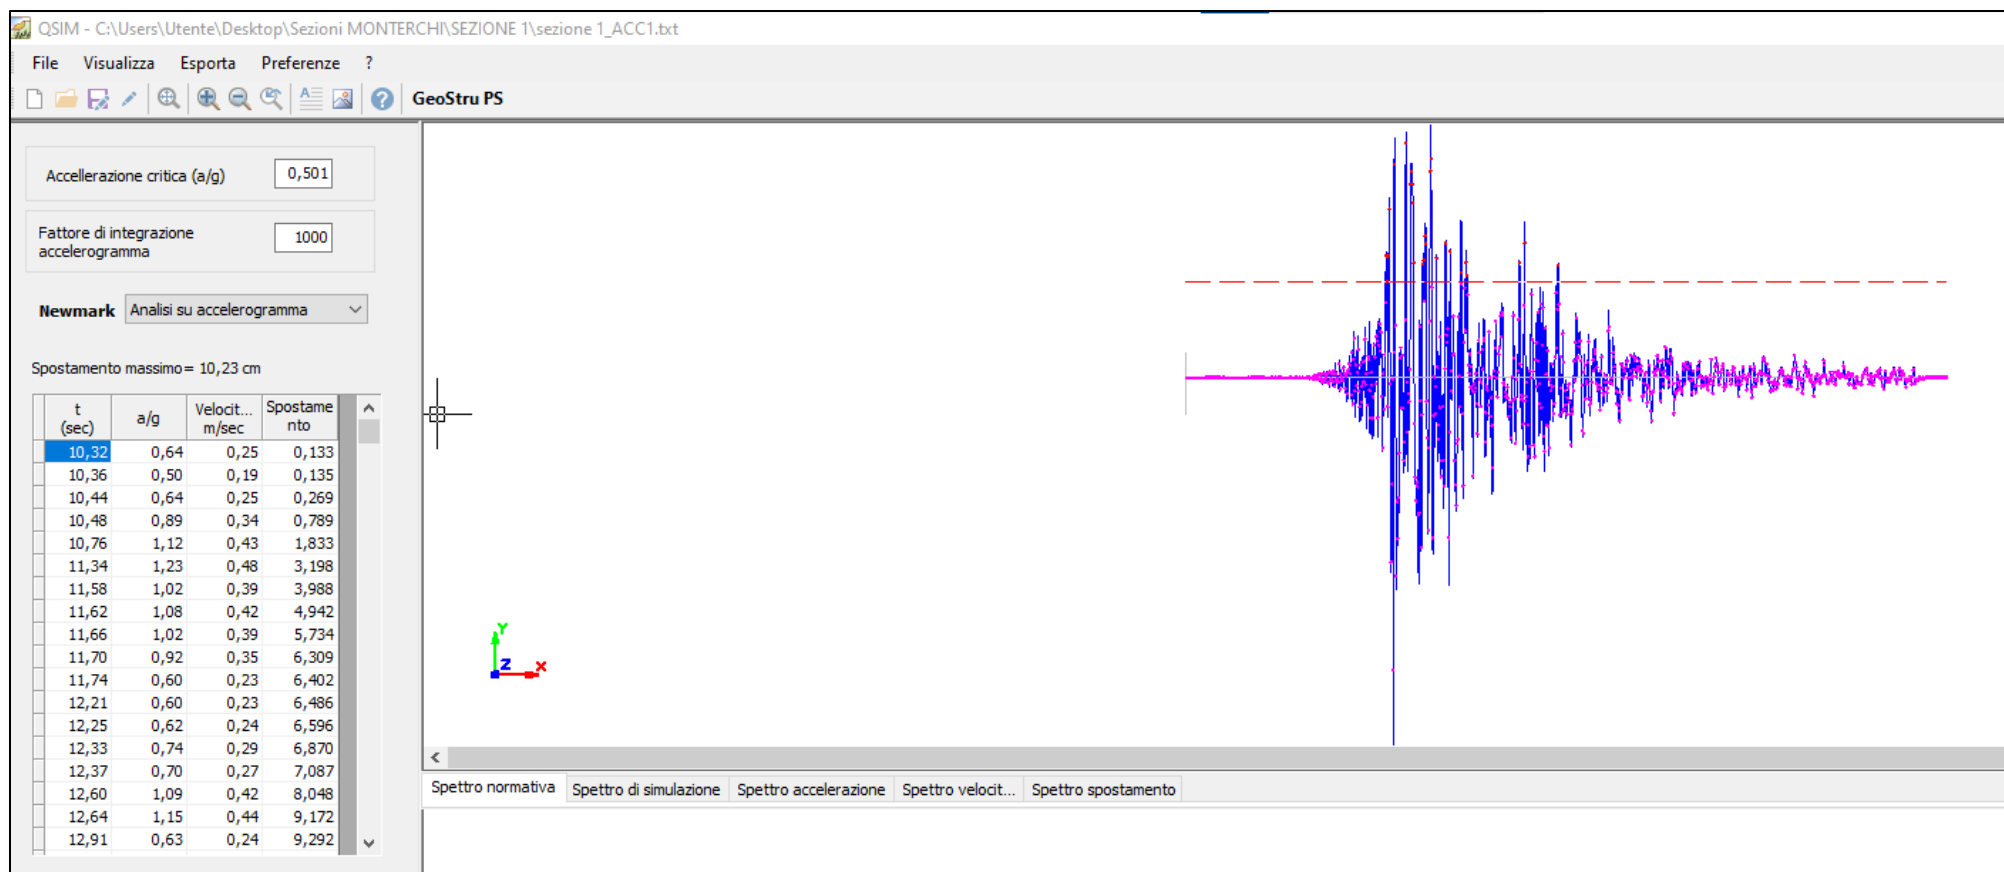 QSIM - C:\Users\Utente\Desktop\Sezioni MONTERCHI\SEZIONE 1\sezione 1_ACC1.txt
File Visualizza Esporta Preferenze ?
GeoStru PS
Accellerazione critica (a/g) 0,501
Fattore di integrazione
accelerogramma 1000
Newmark Analisi su accelerogramma
Spostamento massimo= 10,23 cm
t (sec) a/g Velocit... m/sec Spostame nto
10,32 0,64 0,25 0,133
10,36 0,50 0,19 0,135
10,44 0,64 0,25 0,269
10,48 0,89 0,34 0,789
10,76 1,12 0,43 1,833
11,34 1,23 0,48 3,198
11,58 1,02 0,39 3,988
11,62 1,08 0,42 4,942
11,66 1,02 0,39 5,734
11,70 0,92 0,35 6,309
11,74 0,60 0,23 6,402
12,21 0,60 0,23 6,486
12,25 0,62 0,24 6,596
12,33 0,74 0,29 6,870
12,37 0,70 0,27 7,087
12,60 1,09 0,42 8,048
12,64 1,15 0,44 9,172
12,91 0,63 0,24 9,292
Y
Z X
Spettro normativa Spettro di simulazione Spettro accelerazione Spettro velocit... Spettro spostamento